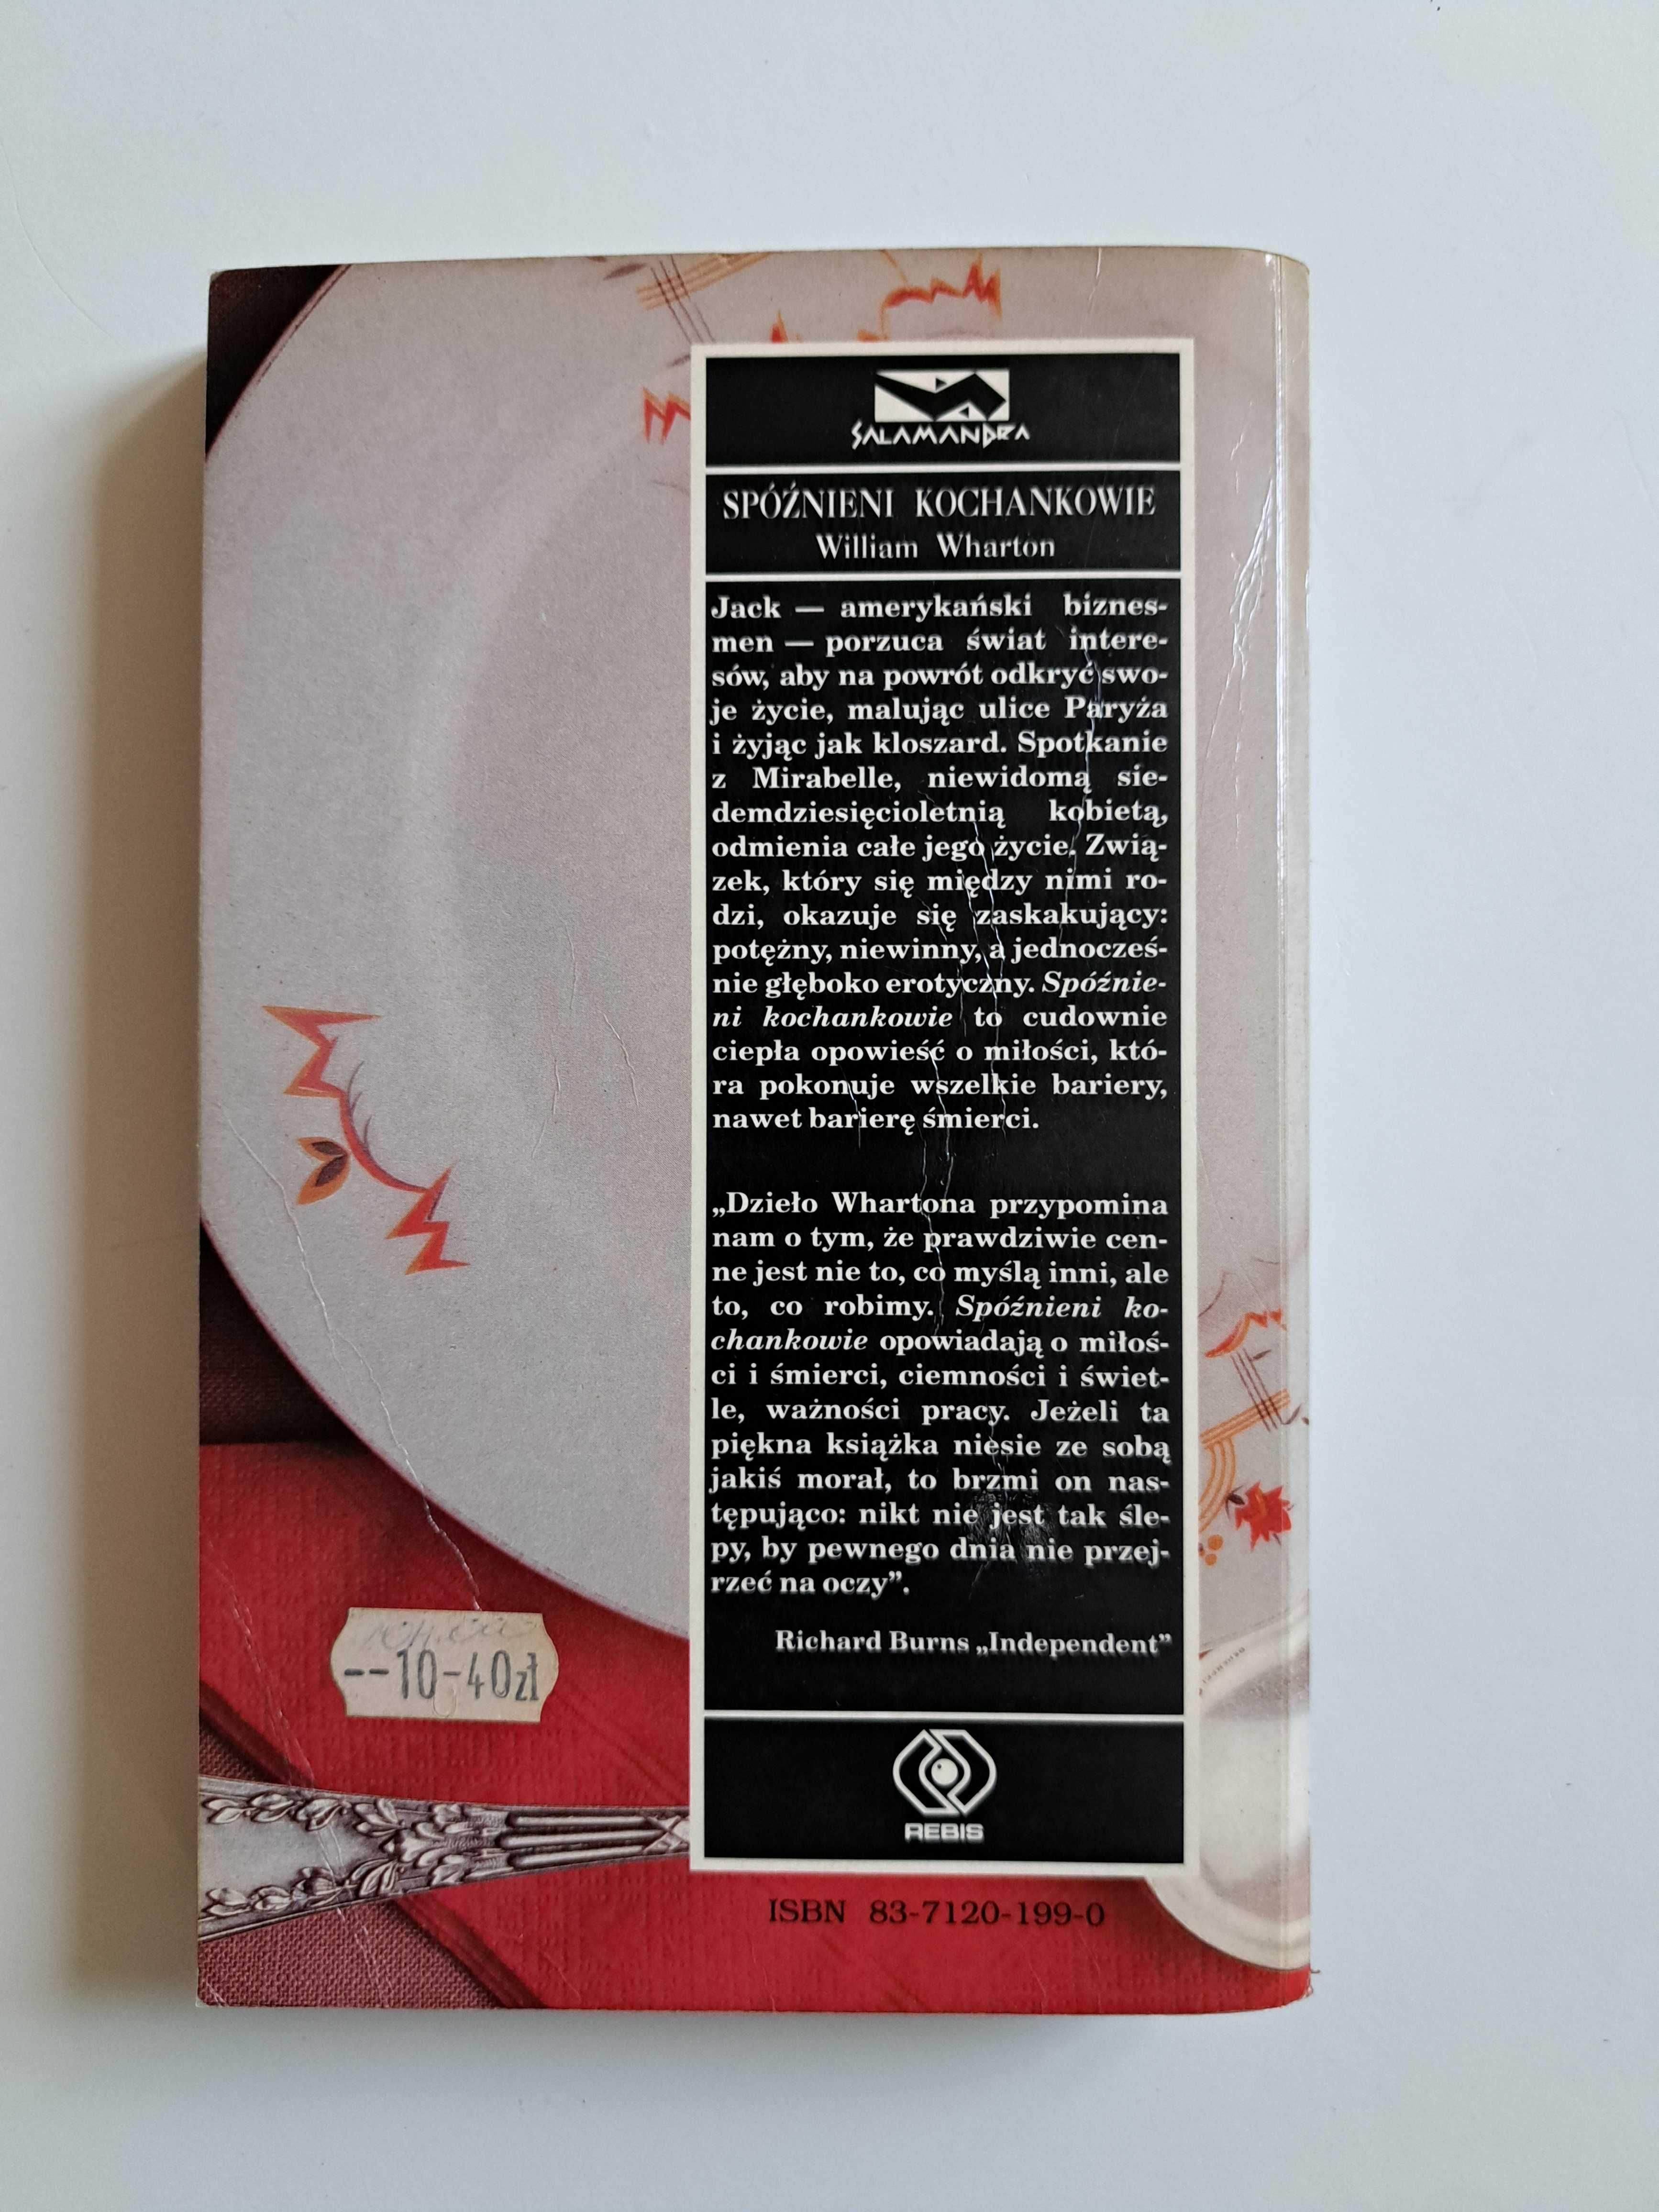 SALAMANDRA
SPÓŹNIENI KOCHANKOWIE
William Wharton
Jack — amerykański biznes-
men — porzuca świat intere-
sów, aby na powrót odkryć swo-
je życie, malując ulice Paryża
i żyjąc jak kloszard. Spotkanie
z Mirabelle, niewidomą sie-
demdziesięcioletnią kobietą,
odmienia całe jego życie. Zwią-
zek, który się między nimi ro-
dzi, okazuje się zaskakujący:
potężny, niewinny, a jednocześ-
nie głęboko erotyczny. Spóźnie-
ni kochankowie to cudownie
ciepła opowieść o miłości, któ-
ra pokonuje wszelkie bariery,
nawet barierę śmierci.
„Dzieło Whartona przypomina
nam o tym, że prawdziwie cen-
ne jest nie to, co myślą inni, ale
to, co robimy. Spóźnieni ko-
chankowie opowiadają o miłoś-
ci i śmierci, ciemności i świet-
le, ważności pracy. Jeżeli ta
piękna książka niesie ze sobą
jakiś morał, to brzmi on nas-
tępująco: nikt nie jest tak śle-
py, by pewnego dnia nie przej-
rzeć na oczy”.
Richard Burns „Independent”
--10-40zł
REBIS
ISBN 83-7120-199-0